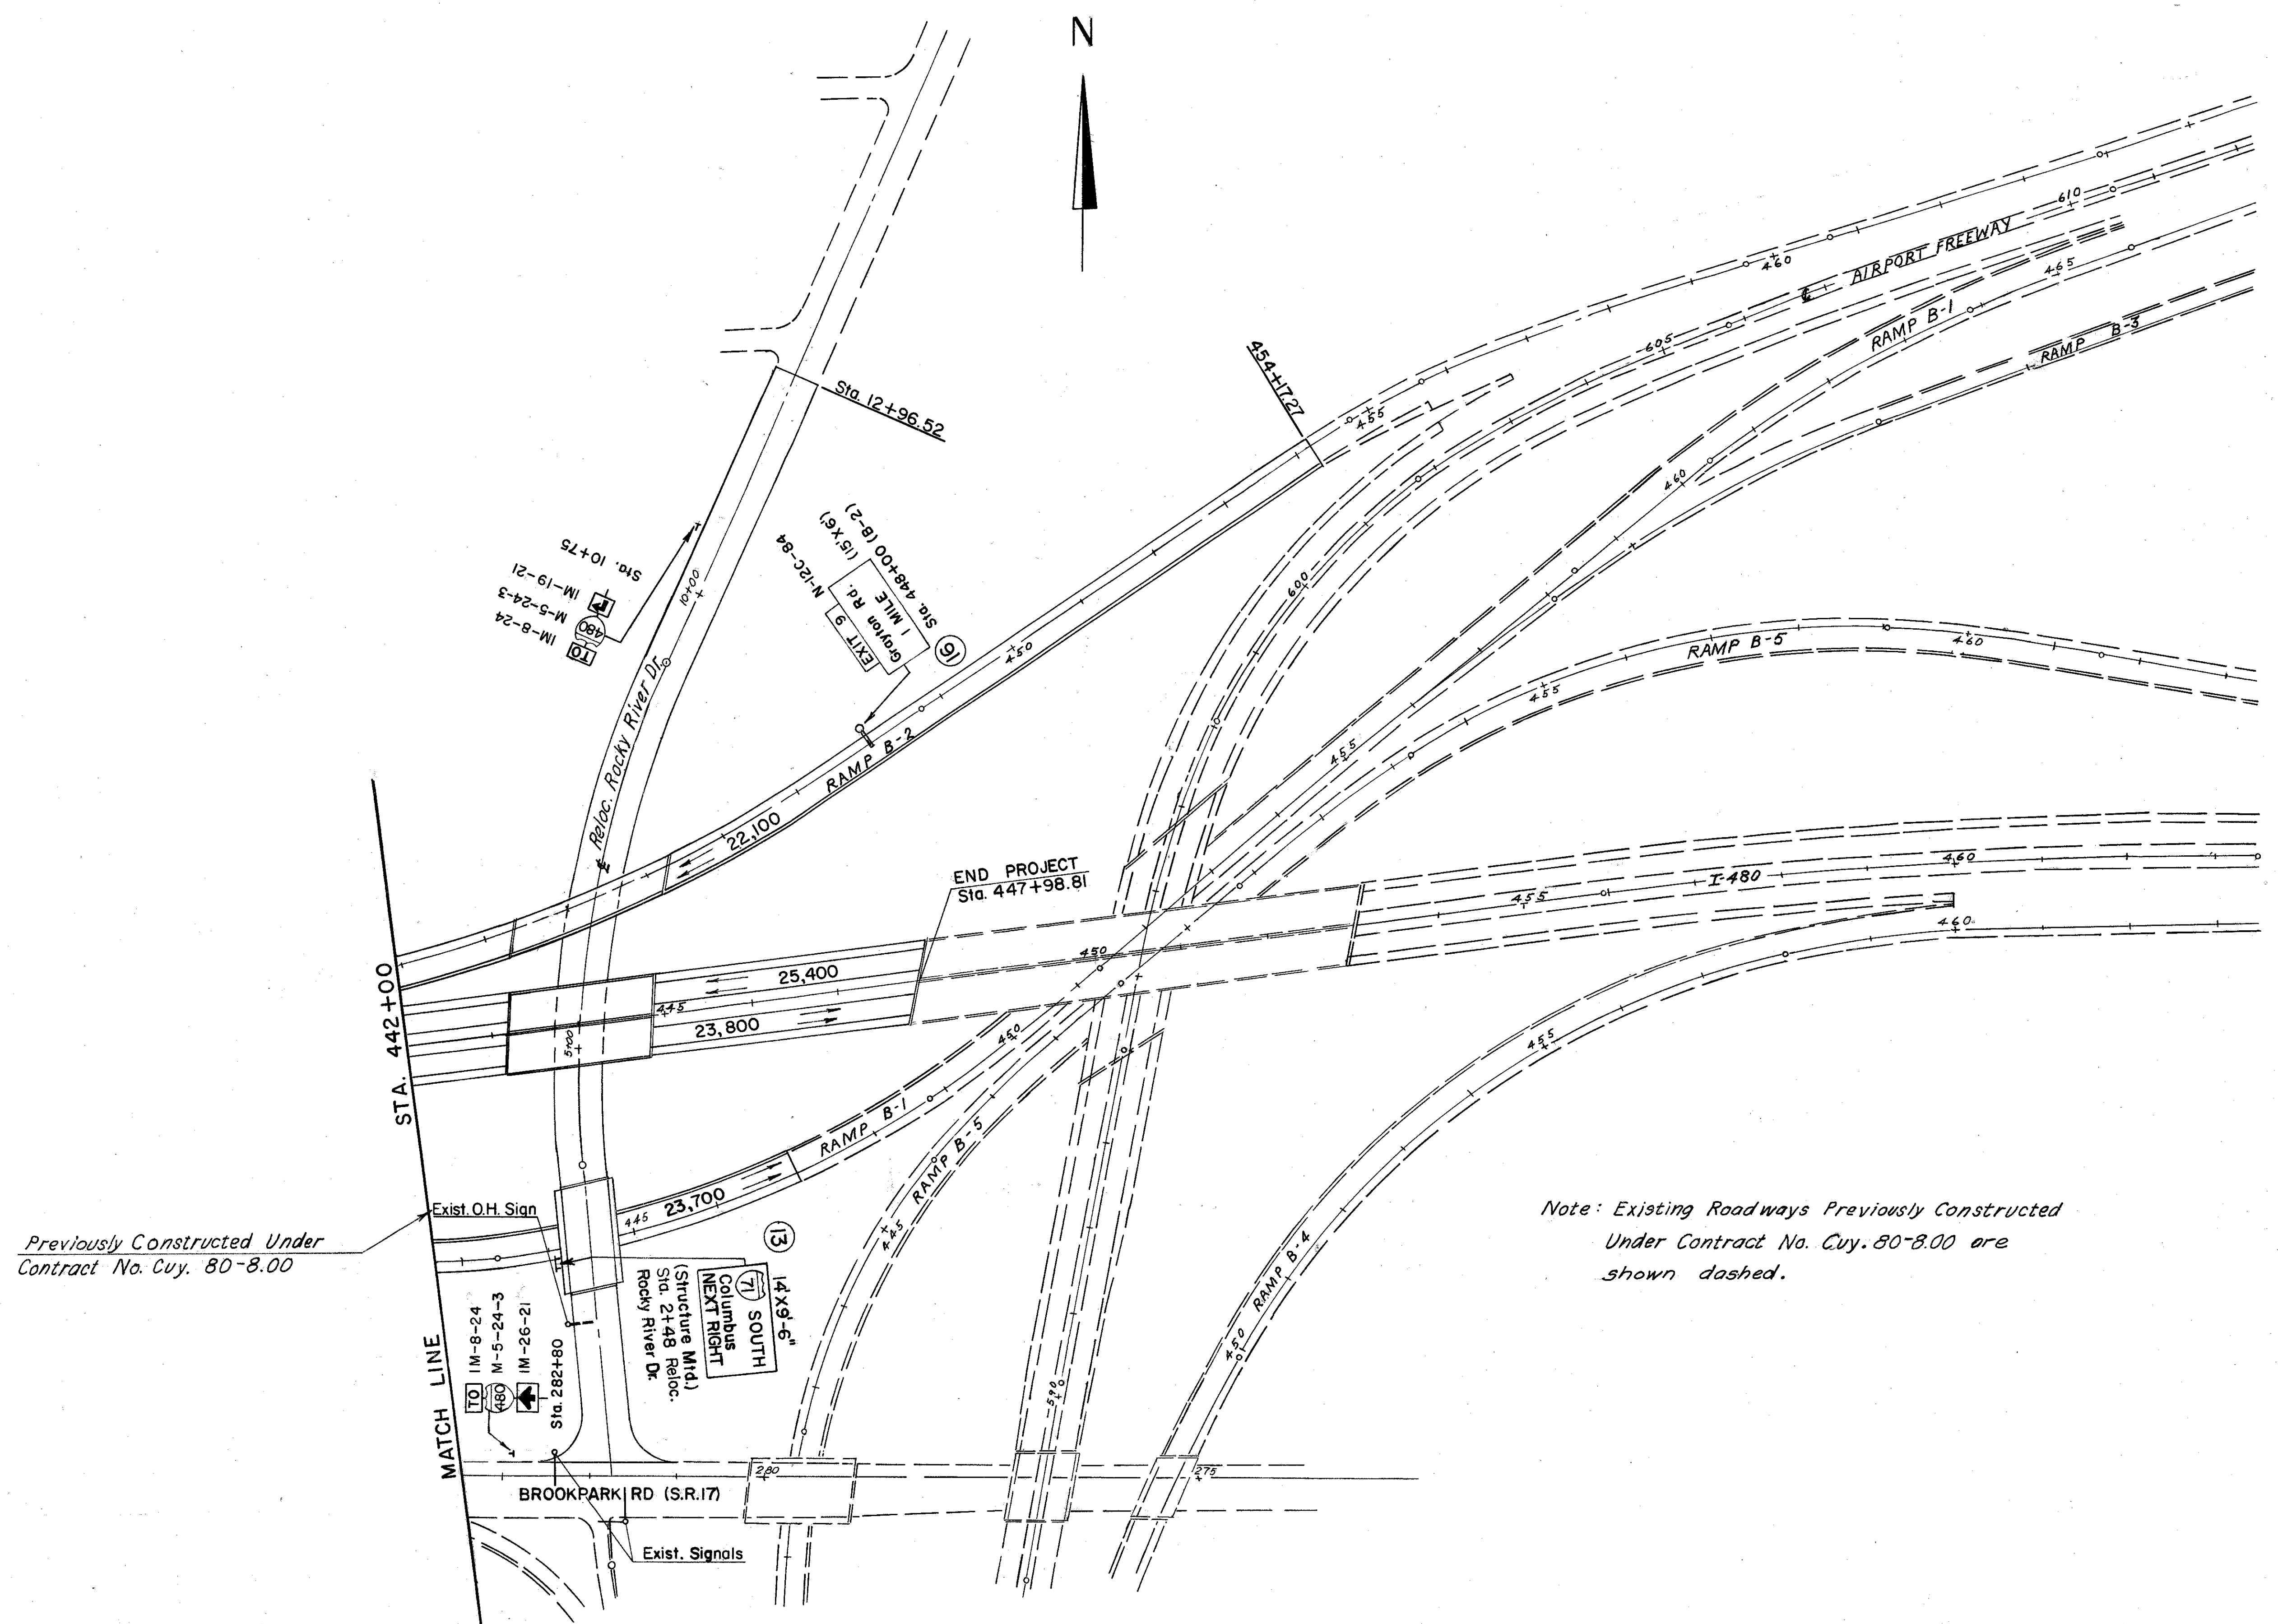 N
Sta. 12+96.52
454+17.27
AIRPORT FREEWAY
460
610
605
465
RAMP B-1
RAMP B-3
455
460
600
Sta. 10+75
IM-19-21
M-5-24-3
IM-8-24
TO
480
10+00
N-12C-84
EXIT 9
Grayton Rd.
1 MILE
(15'X6')
Sta. 448+00 (B-2)
16
450
RAMP B-2
Reloc. Rocky River Dr.
22,100
RAMP B-5
455
460
455
END PROJECT
Sta. 447+98.81
I-480
455
460
460
450
STA. 442+00
25,400
445
23,800
5+00
450
RAMP B-1
RAMP B-5
445
455
Exist. O.H. Sign
445
23,700
Previously Constructed Under
Contract No. Cuy. 80-8.00
Note: Existing Roadways Previously Constructed
Under Contract No. Cuy. 80-8.00 are
shown dashed.
13
14'X9'-6"
71 SOUTH
Columbus
NEXT RIGHT
(Structure Mtd.)
Sta. 2+48 Reloc.
Rocky River Dr.
RAMP B-4
450
590
MATCH LINE
TO IM-8-24
480 M-5-24-3
IM-26-21
Sta. 282+80
280
275
BROOKPARK RD (S.R.17)
Exist. Signals